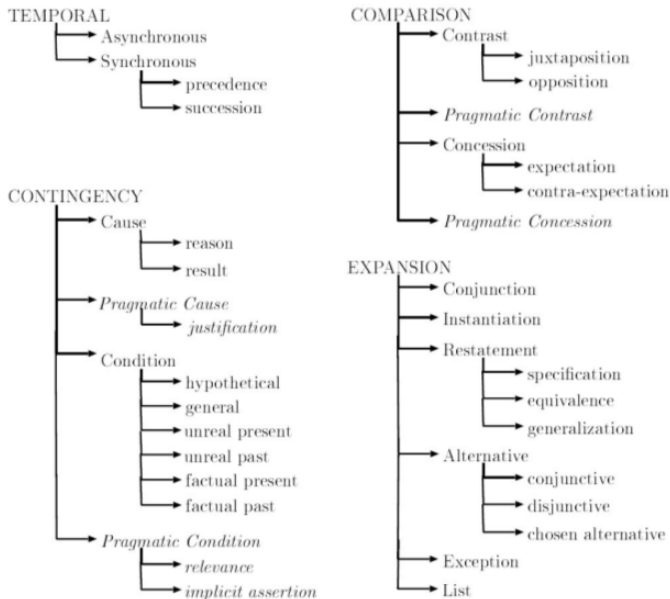 TEMPORAL
Asynchronous
Synchronous
precedence
succession
CONTINGENCY
Cause
reason
result
Pragmatic Cause
justification
Condition
hypothetical
general
unreal present
unreal past
factual present
factual past
Pragmatic Condition
relevance
implicit assertion
COMPARISON
Contrast
juxtaposition
opposition
Pragmatic Contrast
Concession
expectation
contra-expectation
Pragmatic Concession
EXPANSION
Conjunction
Instantiation
Restatement
specification
equivalence
generalization
Alternative
conjunctive
disjunctive
chosen alternative
Exception
List